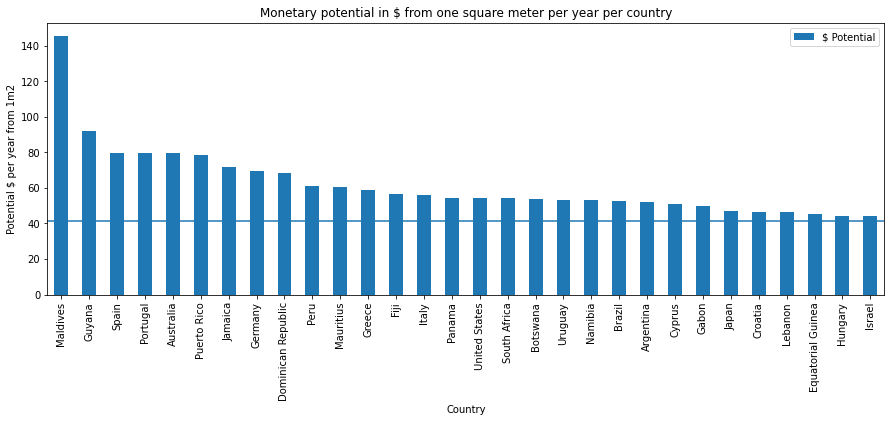 Monetary potential in $ from one square meter per year per country
$ Potential
Potential $ per year from 1m2
140
120
100
80
60
40
20
0
Maldives
Guyana
Spain
Portugal
Australia
Puerto Rico
Jamaica
Germany
Dominican Republic
Peru
Mauritius
Greece
Fiji
Italy
Panama
United States
South Africa
Botswana
Uruguay
Namibia
Brazil
Argentina
Cyprus
Gabon
Japan
Croatia
Lebanon
Equatorial Guinea
Hungary
Israel
Country